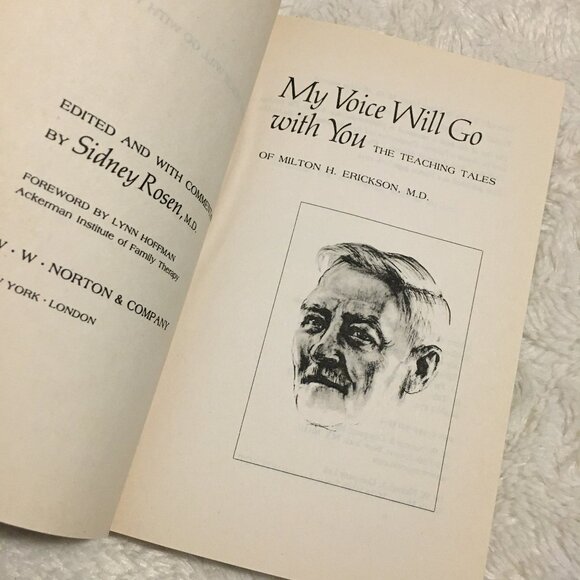 EDITED AND WITH COMMENT
BY Sidney Rosen, M.D.
FOREWORD BY LYNN HOFFMAN
Ackerman Institute of Family Therapy
W · NORTON & COMPANY
YORK · LONDON
My Voice Will Go
with You THE TEACHING TALES
OF MILTON H. ERICKSON, M.D.